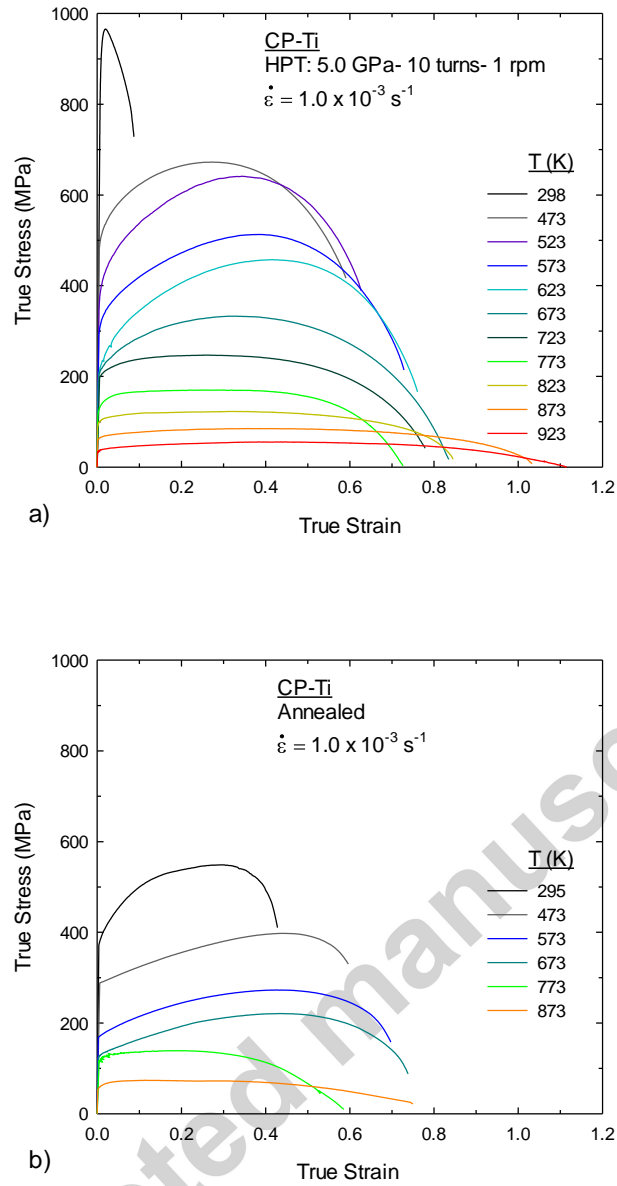 1000
800
600
400
200
0
True Stress (MPa)
CP-Ti
HPT: 5.0 GPa- 10 turns- 1 rpm
ε̇ = 1.0 x 10⁻³ s⁻¹
T (K)
298
473
523
573
623
673
723
773
823
873
923
0.0 0.2 0.4 0.6 0.8 1.0 1.2
a)
True Strain
1000
800
600
400
200
0
True Stress (MPa)
CP-Ti
Annealed
ε̇ = 1.0 x 10⁻³ s⁻¹
T (K)
295
473
573
673
773
873
0.0 0.2 0.4 0.6 0.8 1.0 1.2
b)
True Strain
ted manusc